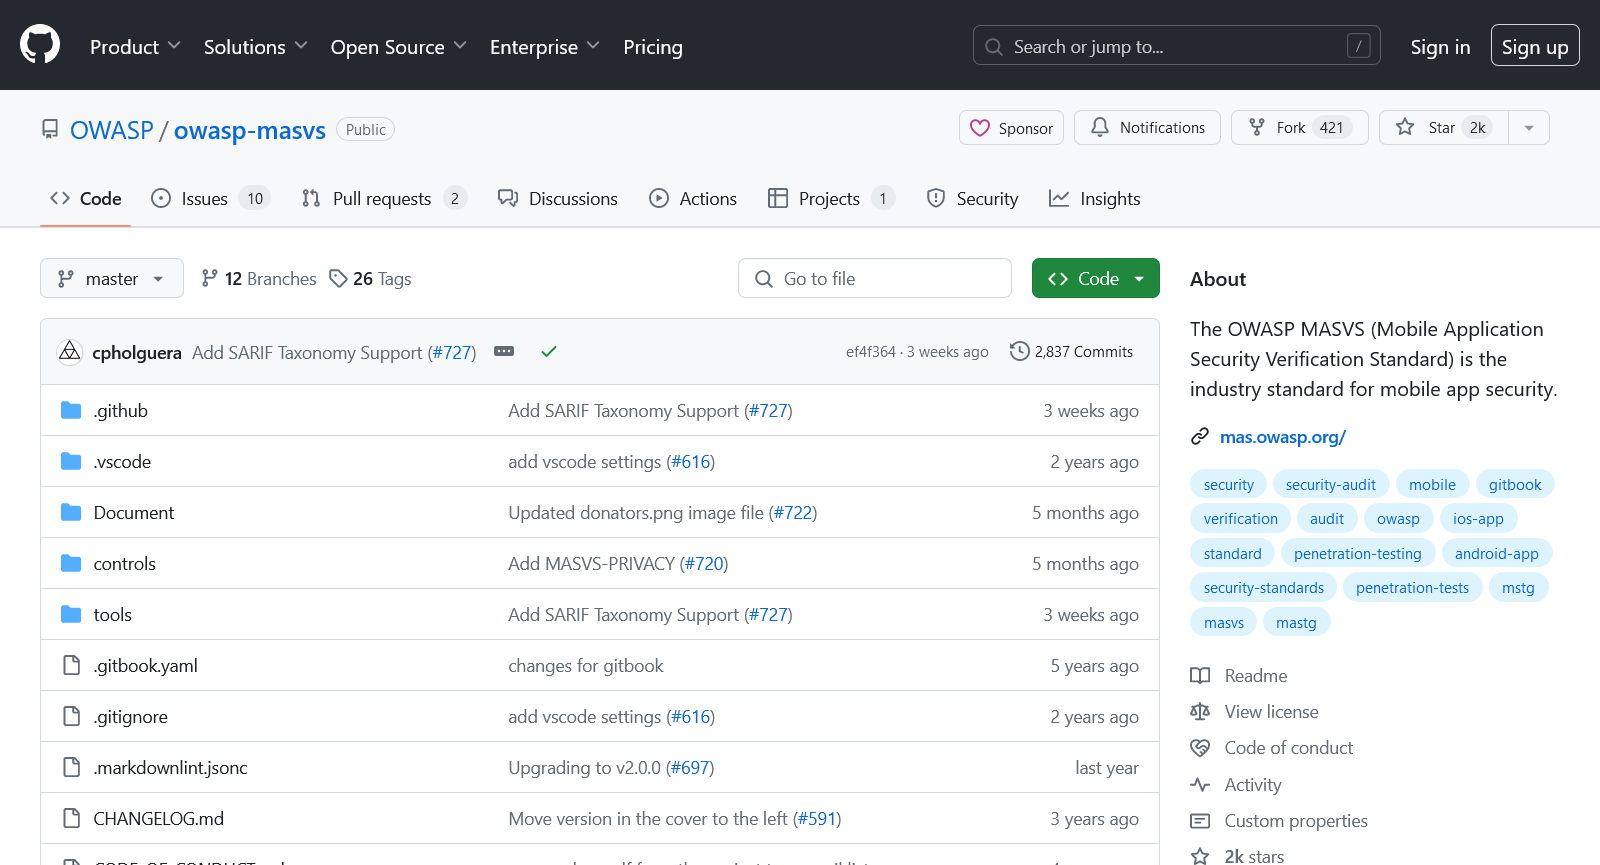 Product Solutions Open Source Enterprise Pricing Search or jump to... / Sign in Sign up
OWASP / owasp-masvs Public Sponsor Notifications Fork 421 Star 2k
Code Issues 10 Pull requests 2 Discussions Actions Projects 1 Security Insights
master 12 Branches 26 Tags Go to file Code
cpholguera Add SARIF Taxonomy Support (#727) ef4f364 · 3 weeks ago 2,837 Commits
.github Add SARIF Taxonomy Support (#727) 3 weeks ago
.vscode add vscode settings (#616) 2 years ago
Document Updated donators.png image file (#722) 5 months ago
controls Add MASVS-PRIVACY (#720) 5 months ago
tools Add SARIF Taxonomy Support (#727) 3 weeks ago
.gitbook.yaml changes for gitbook 5 years ago
.gitignore add vscode settings (#616) 2 years ago
.markdownlint.jsonc Upgrading to v2.0.0 (#697) last year
CHANGELOG.md Move version in the cover to the left (#591) 3 years ago
About
The OWASP MASVS (Mobile Application
Security Verification Standard) is the
industry standard for mobile app security.
mas.owasp.org/
security security-audit mobile gitbook
verification audit owasp ios-app
standard penetration-testing android-app
security-standards penetration-tests mstg
masvs mastg
Readme
View license
Code of conduct
Activity
Custom properties
2k stars